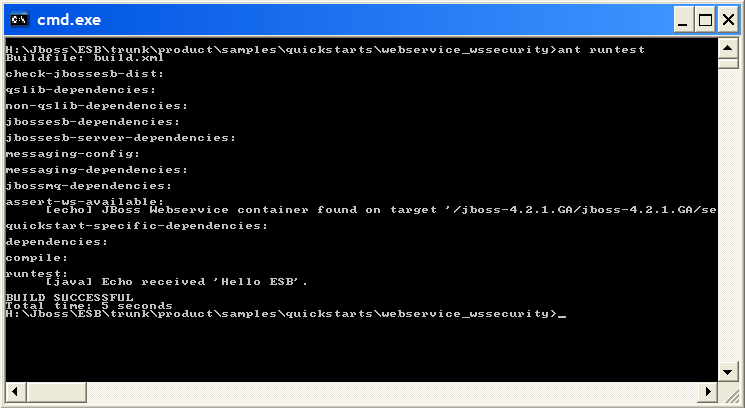 cmd.exe
H:\Jboss\ESB\trunk\product\samples\quickstarts\webservice_wssecurity>ant runtest
Buildfile: build.xml
check-jbossesb-dist:
qslib-dependencies:
non-qslib-dependencies:
jbossesb-dependencies:
jbossesb-server-dependencies:
messaging-config:
messaging-dependencies:
jbossmq-dependencies:
assert-ws-available:
[echo] JBoss Webservice container found on target '/jboss-4.2.1.GA/jboss-4.2.1.GA/se
quickstart-specific-dependencies:
dependencies:
compile:
runtest:
[java] Echo received 'Hello ESB'.
BUILD SUCCESSFUL
Total time: 5 seconds
H:\Jboss\ESB\trunk\product\samples\quickstarts\webservice_wssecurity>_